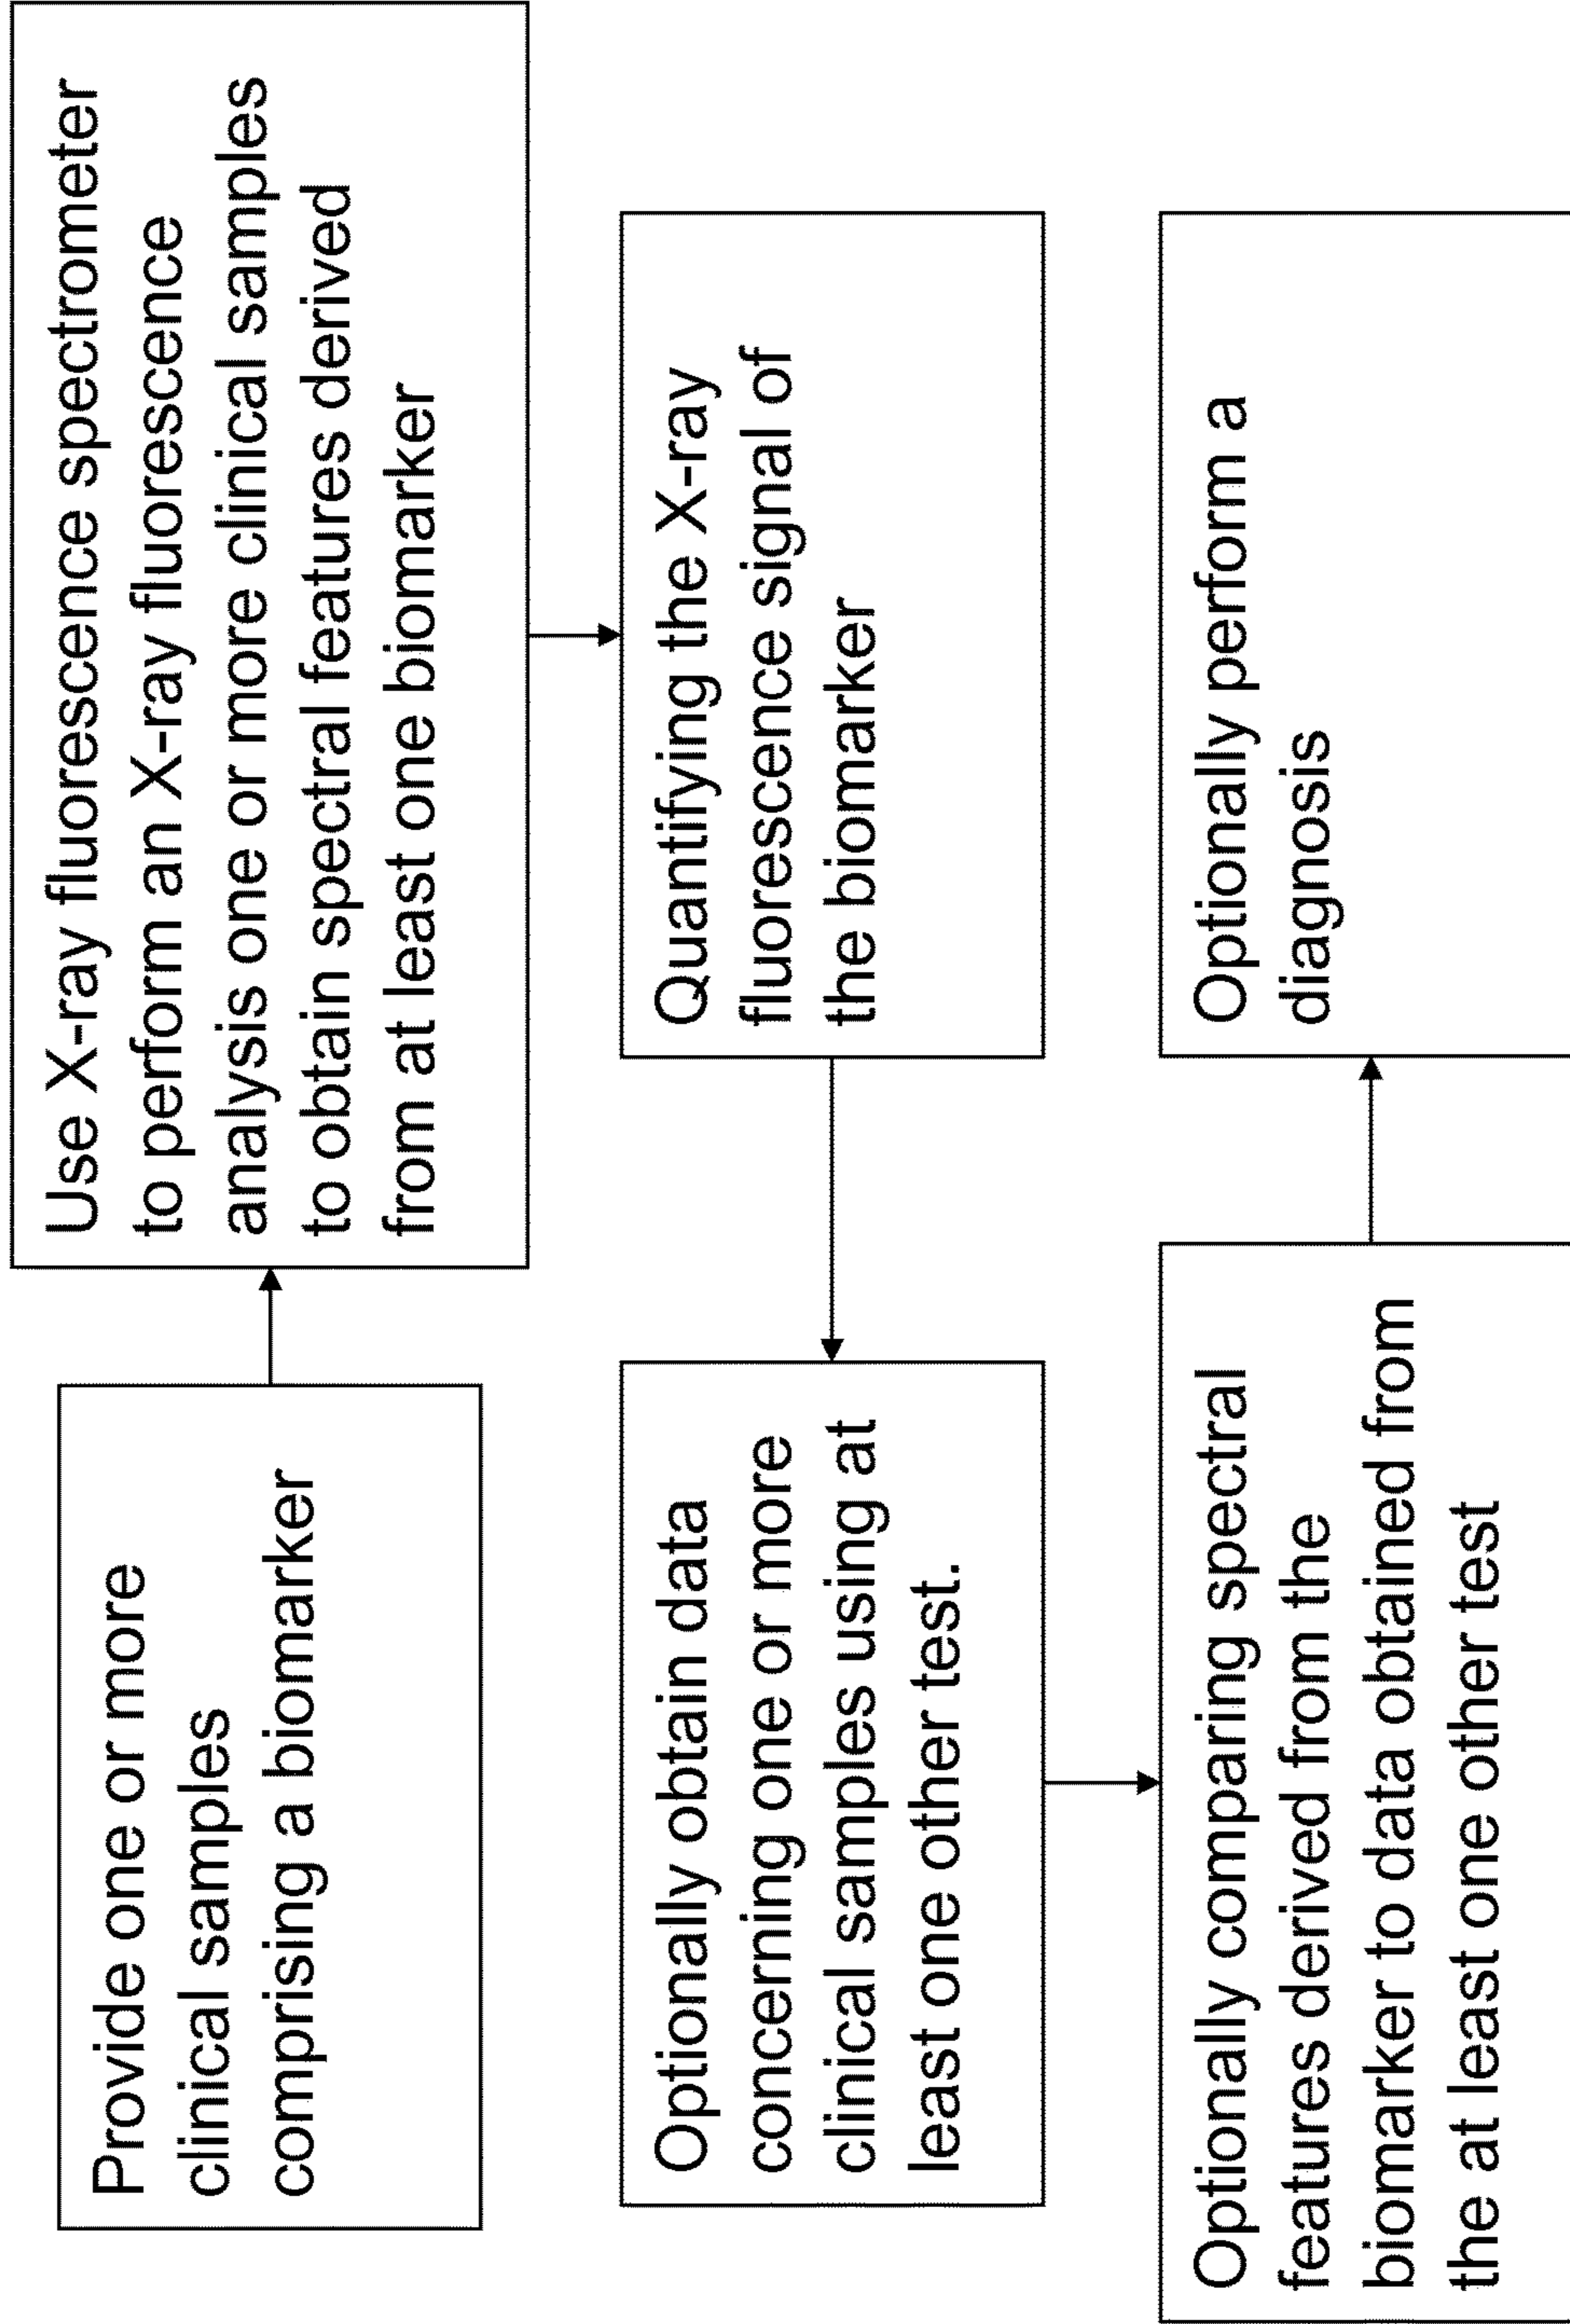 Provide one or more
clinical samples
comprising a biomarker
Use X-ray fluorescence spectrometer
to perform an X-ray fluorescence
analysis one or more clinical samples
to obtain spectral features derived
from at least one biomarker
Quantifying the X-ray
fluorescence signal of
the biomarker
Optionally obtain data
concerning one or more
clinical samples using at
least one other test.
Optionally comparing spectral
features derived from the
biomarker to data obtained from
the at least one other test
Optionally perform a
diagnosis